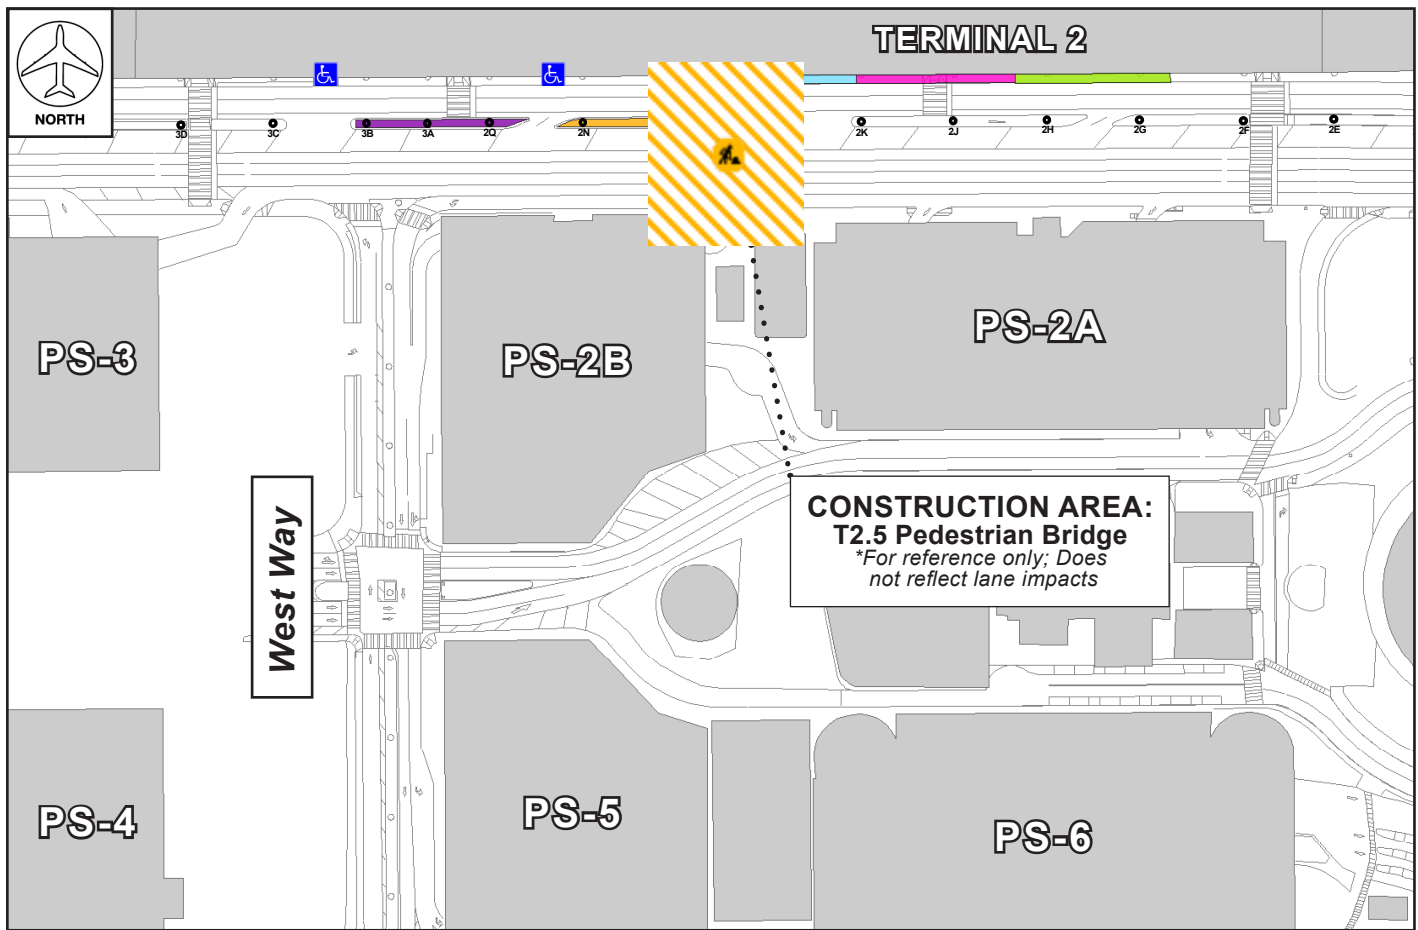 TERMINAL 2
NORTH
3D
3C
3B
3A
2Q
2N
2K
2J
2H
2G
2F
2E
PS-3
PS-2B
PS-2A
West Way
CONSTRUCTION AREA:
T2.5 Pedestrian Bridge
*For reference only; Does
not reflect lane impacts
PS-4
PS-5
PS-6